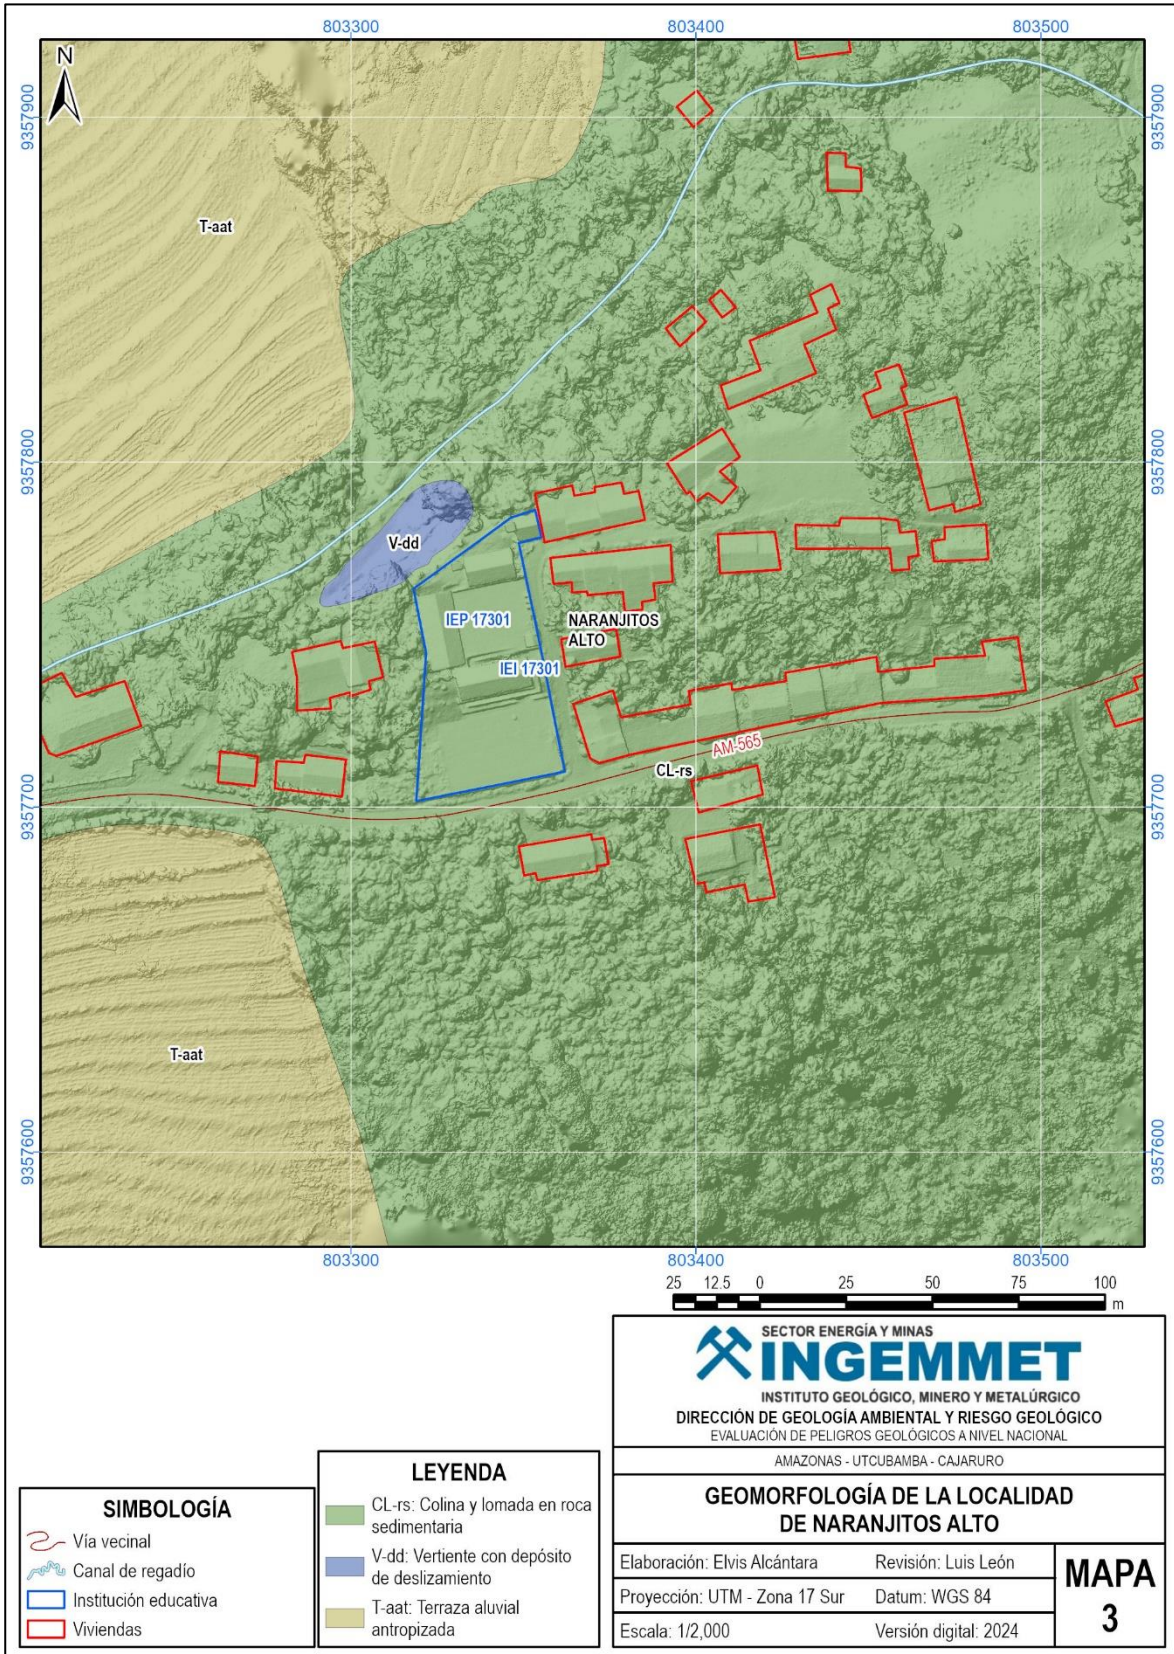 803300
803400
803500
N
9357900
9357900
T-aat
9357800
9357800
V-dd
IEP 17301
NARANJITOS
ALTO
IEI 17301
AM-565
CL-rs
9357700
9357700
T-aat
9357600
9357600
803300
803400
803500
25 12.5 0 25 50 75 100
m
SECTOR ENERGÍA Y MINAS
INGEMMET
INSTITUTO GEOLÓGICO, MINERO Y METALÚRGICO
DIRECCIÓN DE GEOLOGÍA AMBIENTAL Y RIESGO GEOLÓGICO
EVALUACIÓN DE PELIGROS GEOLÓGICOS A NIVEL NACIONAL
AMAZONAS - UTCUBAMBA - CAJARURO
GEOMORFOLOGÍA DE LA LOCALIDAD
DE NARANJITOS ALTO
Elaboración: Elvis Alcántara
Revisión: Luis León
Proyección: UTM - Zona 17 Sur
Datum: WGS 84
Escala: 1/2,000
Versión digital: 2024
MAPA
3
LEYENDA
CL-rs: Colina y lomada en roca
sedimentaria
V-dd: Vertiente con depósito
de deslizamiento
T-aat: Terraza aluvial
antropizada
SIMBOLOGÍA
Vía vecinal
Canal de regadío
Institución educativa
Viviendas